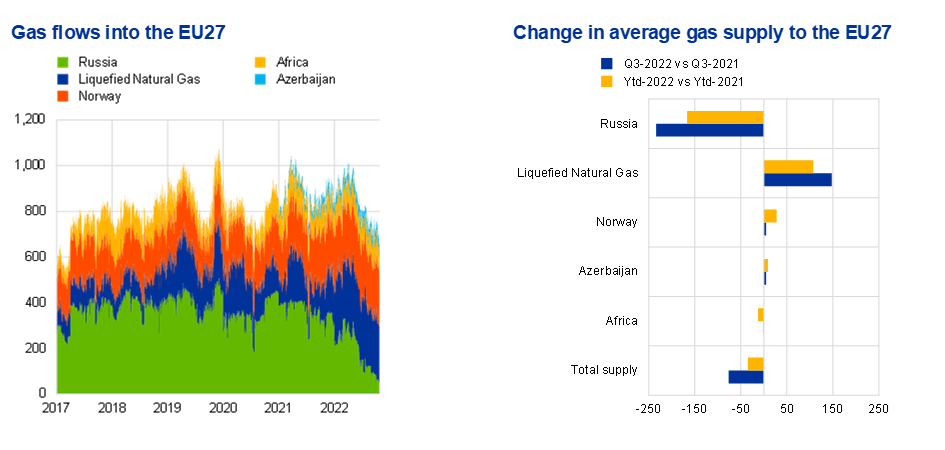 Gas flows into the EU27
Russia
Liquefied Natural Gas
Norway
Africa
Azerbaijan
1,200
1,000
800
600
400
200
0
2017 2018 2019 2020 2021 2022
Change in average gas supply to the EU27
Q3-2022 vs Q3-2021
Ytd-2022 vs Ytd-2021
Russia
Liquefied Natural Gas
Norway
Azerbaijan
Africa
Total supply
-250 -150 -50 50 150 250